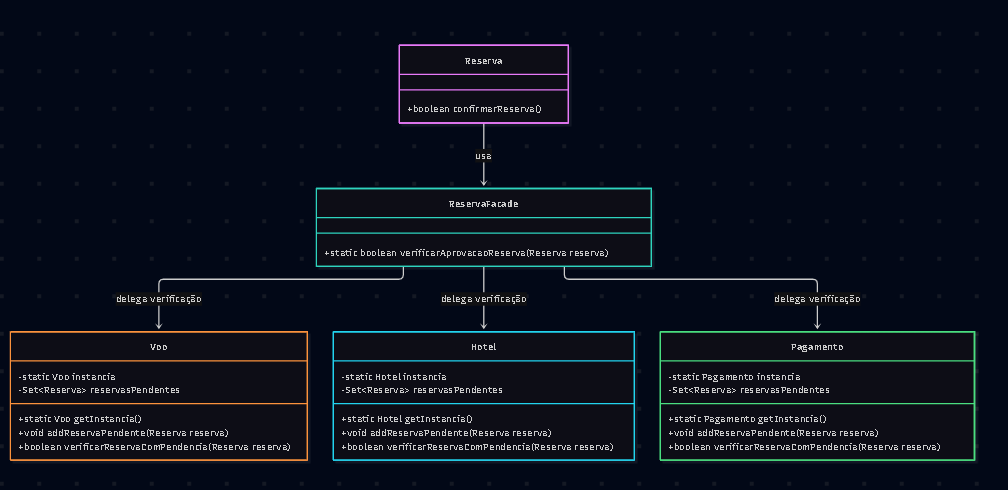 Reserva
+boolean confirmarReserva()
usa
ReservaFacade
+static boolean verificarAprovacaoReserva(Reserva reserva)
delega verificação
delega verificação
delega verificação
Voo
-static Voo instancia
-Set<Reserva> reservasPendentes
+static Voo getInstancia()
+void addReservaPendente(Reserva reserva)
+boolean verificarReservaComPendencia(Reserva reserva)
Hotel
-static Hotel instancia
-Set<Reserva> reservasPendentes
+static Hotel getInstancia()
+void addReservaPendente(Reserva reserva)
+boolean verificarReservaComPendencia(Reserva reserva)
Pagamento
-static Pagamento instancia
-Set<Reserva> reservasPendentes
+static Pagamento getInstancia()
+void addReservaPendente(Reserva reserva)
+boolean verificarReservaComPendencia(Reserva reserva)